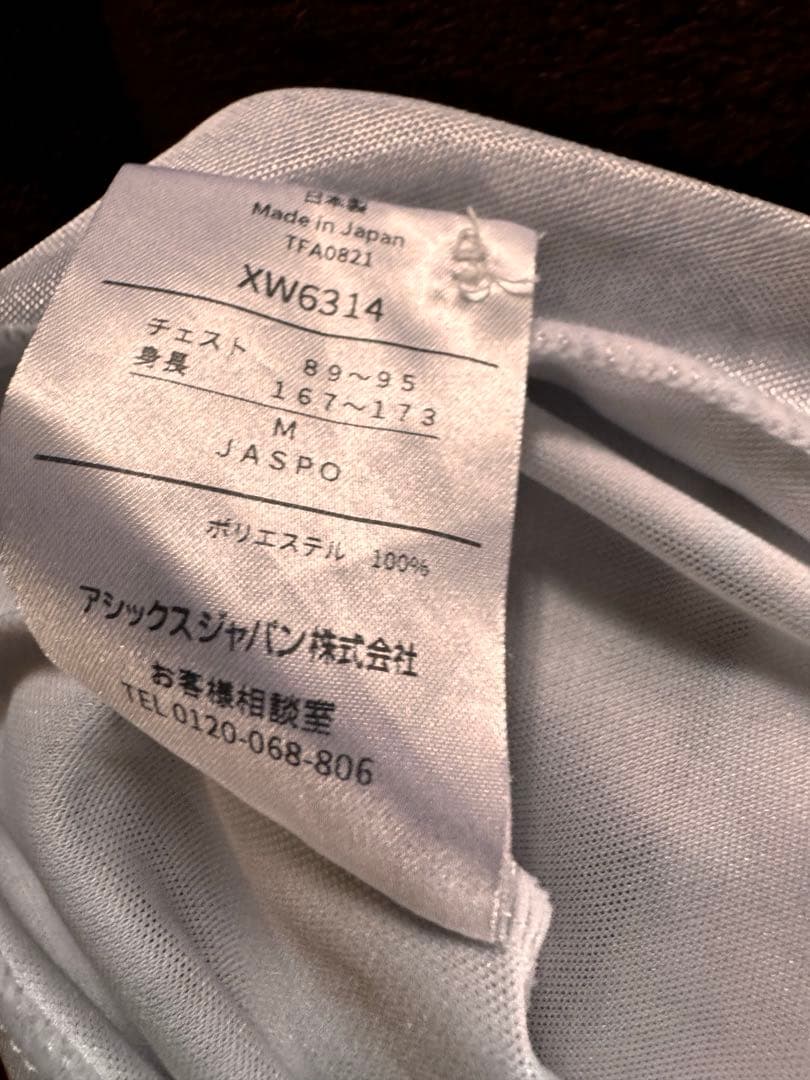 日本製
Made in Japan
TFA0821
XW6314
チェスト 89～95
身長 167～173
M
JASPO
ポリエステル 100%
アシックスジャパン株式会社
お客様相談室
TEL 0120-068-806